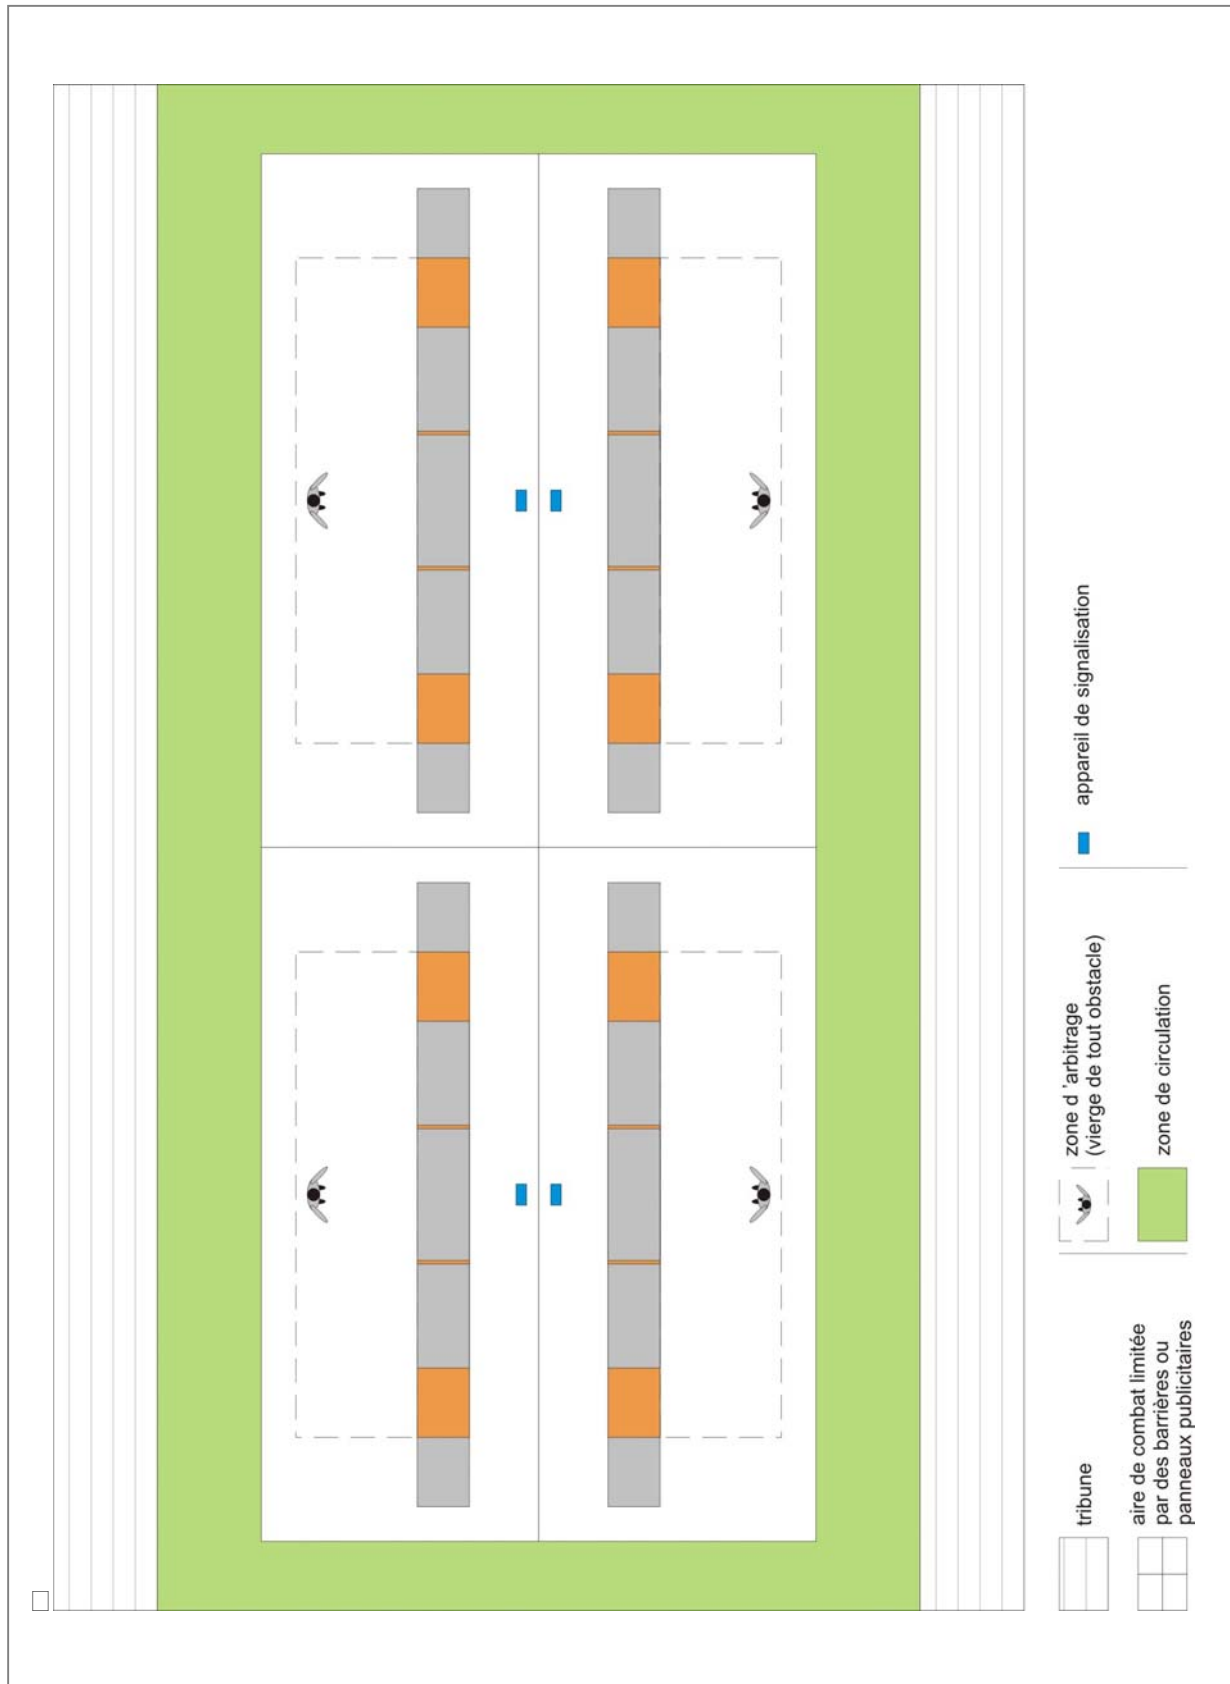 tribune
aire de combat limitée
par des barrières ou
panneaux publicitaires
zone d 'arbitrage
(vierge de tout obstacle)
zone de circulation
appareil de signalisation